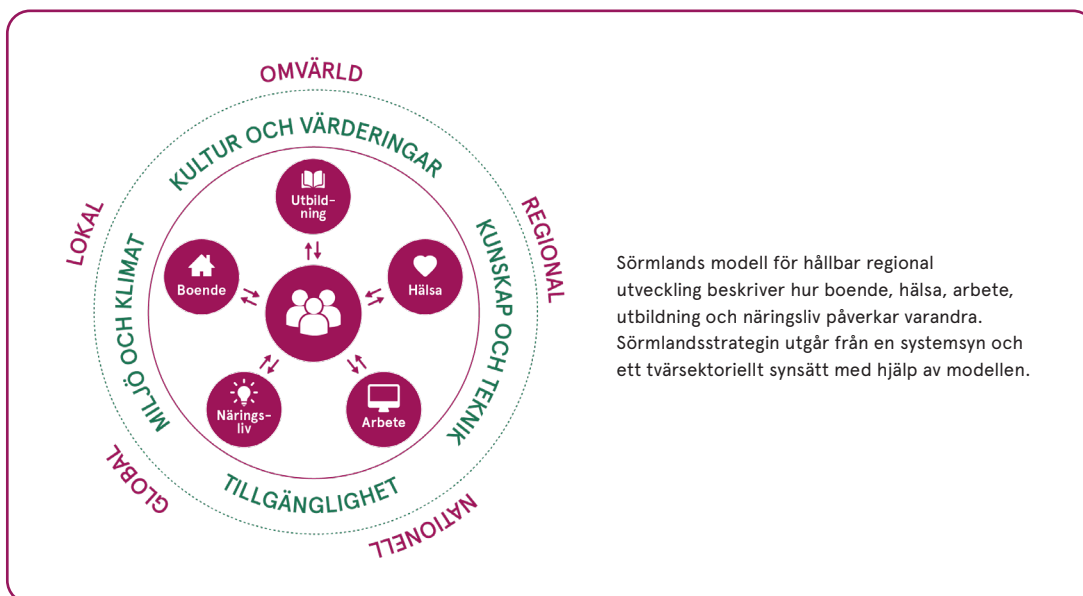 OMVÄRLD
KULTUR OCH VÄRDERINGAR
LOKAL
REGIONAL
MILJÖ OCH KLIMAT
KUNSKAP OCH TEKNIK
Utbild-
ning
Boende
Hälsa
Närings-
liv
Arbete
TILLGÄNGLIGHET
GLOBAL
NATIONELL
Sörmlands modell för hållbar regional
utveckling beskriver hur boende, hälsa, arbete,
utbildning och näringsliv påverkar varandra.
Sörmlandsstrategin utgår från en systemsyn och
ett tvärsektoriellt synsätt med hjälp av modellen.